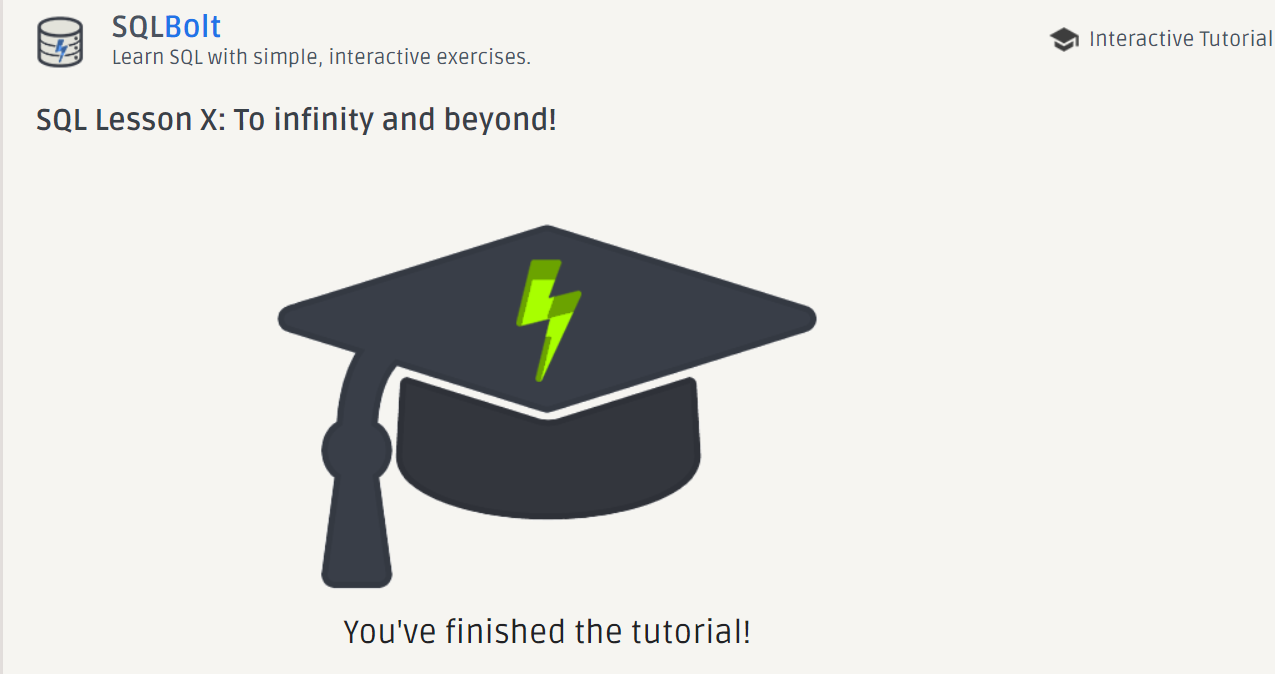 SQLBolt
Learn SQL with simple, interactive exercises.
Interactive Tutorial
SQL Lesson X: To infinity and beyond!
You've finished the tutorial!